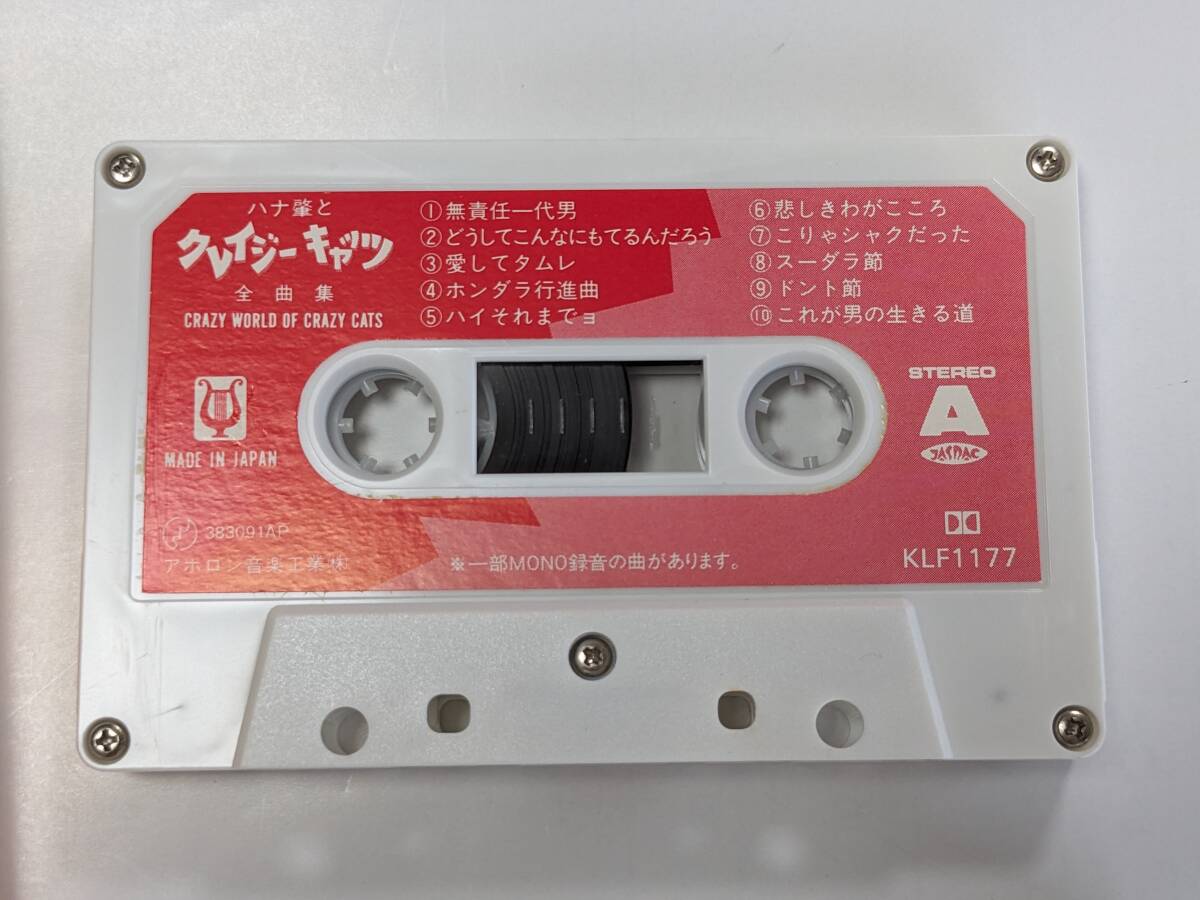 ハナ肇と
クレイジーキャッツ
全曲集
CRAZY WORLD OF CRAZY CATS
①無責任一代男
②どうしてこんなにもてるんだろう
③愛してタムレ
④ホンダラ行進曲
⑤ハイそれまでョ
⑥悲しきわがこころ
⑦こりゃシャクだった
⑧スーダラ節
⑨ドント節
⑩これが男の生きる道
MADE IN JAPAN
STEREO
A
JASRAC
Ⓟ 383091AP
アポロン音楽工業㈱
※一部MONO録音の曲があります。
KLF1177